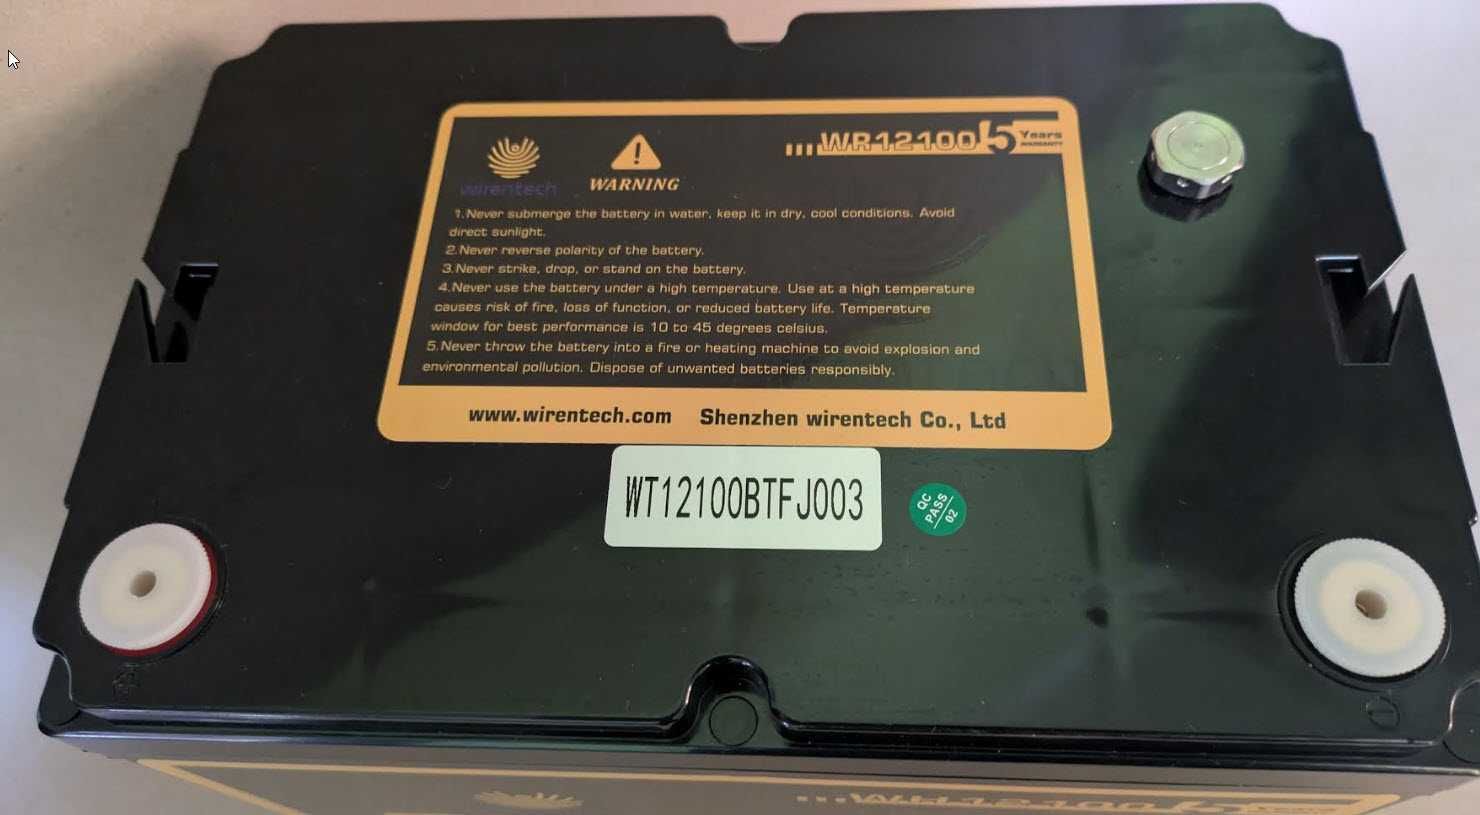 wirentech
WARNING
WR12100 5 Years
WARRANTY
1.Never submerge the battery in water, keep it in dry, cool conditions. Avoid
direct sunlight.
2.Never reverse polarity of the battery.
3.Never strike, drop, or stand on the battery.
4.Never use the battery under a high temperature. Use at a high temperature
causes risk of fire, loss of function, or reduced battery life. Temperature
window for best performance is 10 to 45 degrees celsius.
5.Never throw the battery into a fire or heating machine to avoid explosion and
environmental pollution. Dispose of unwanted batteries responsibly.
www.wirentech.com Shenzhen wirentech Co., Ltd
WT12100BTFJ003
QC
PASS
02
WR12100 5